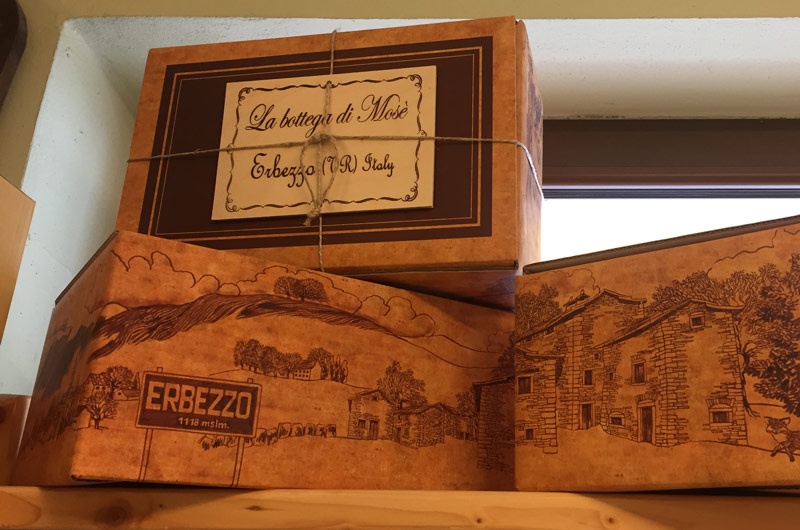 La bottega di Mosè
Erbezzo (VR) Italy
ERBEZZO
1118 mslm.